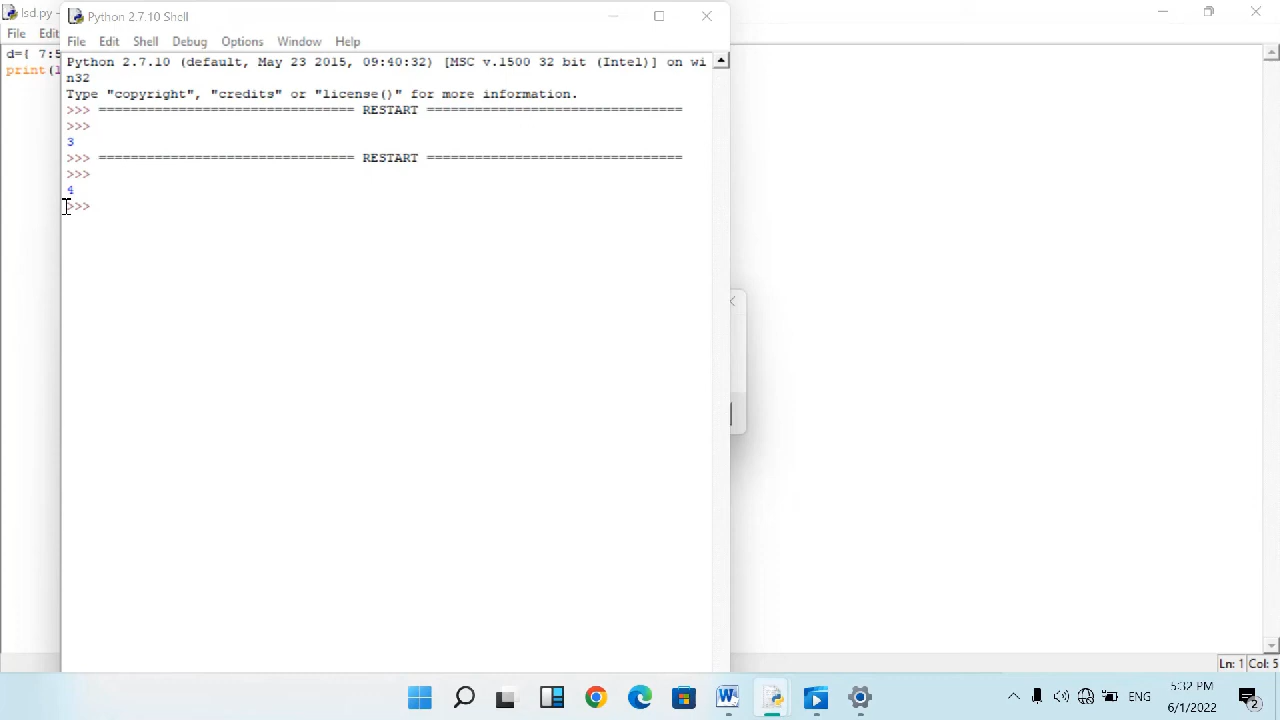 lsd.py -
Python 2.7.10 Shell
File Edit
File Edit Shell Debug Options Window Help
d={ 7:5
print(l
Python 2.7.10 (default, May 23 2015, 09:40:32) [MSC v.1500 32 bit (Intel)] on wi
n32
Type "copyright", "credits" or "license()" for more information.
>>> ================================ RESTART ================================
>>>
3
>>> ================================ RESTART ================================
>>>
4
>>>
Ln: 1 Col: 5
ENG
6/1/2022
2